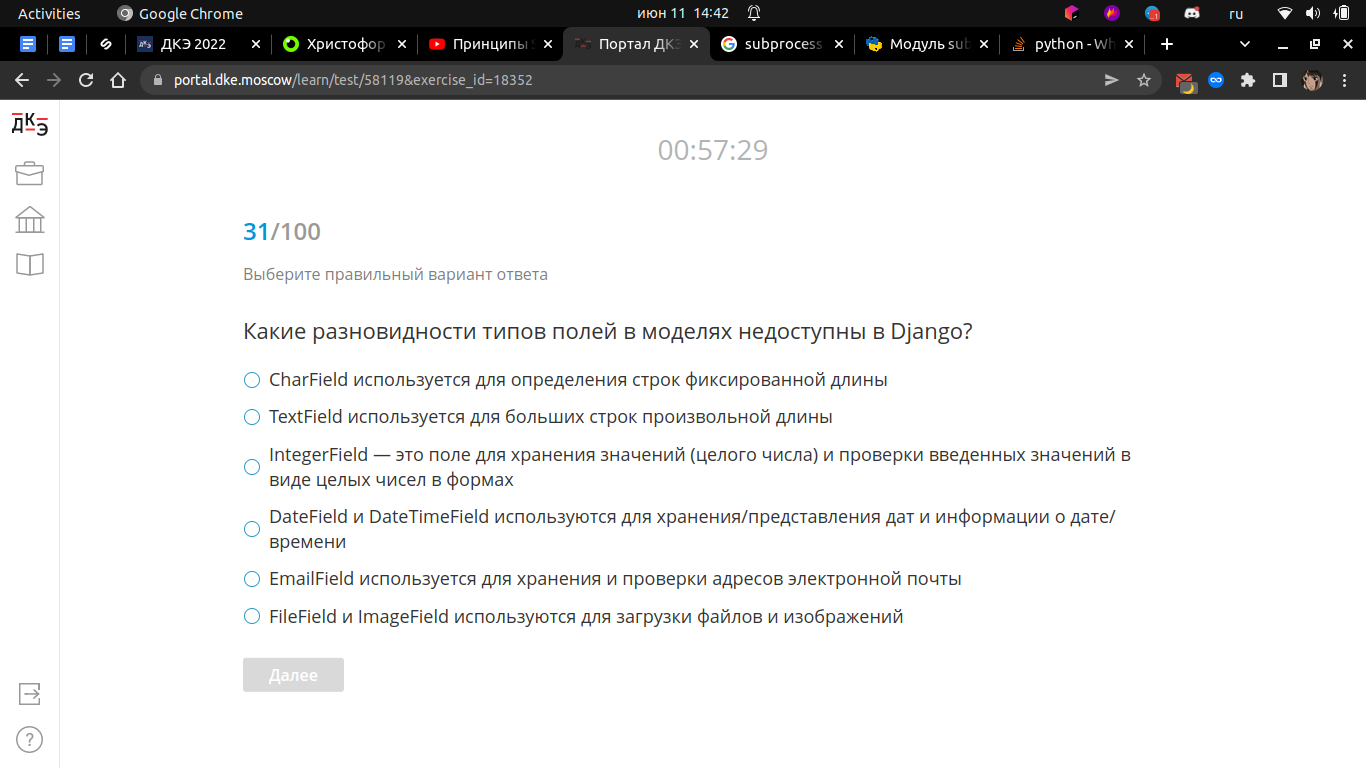 Activities Google Chrome июн 11 14:42 ru
ДКЭ 2022 Христофор Принципы Портал ДКЭ subprocess Модуль sub python - Wh
portal.dke.moscow/learn/test/58119&exercise_id=18352
ДКЭ
00:57:29
31/100
Выберите правильный вариант ответа
Какие разновидности типов полей в моделях недоступны в Django?
CharField используется для определения строк фиксированной длины
TextField используется для больших строк произвольной длины
IntegerField — это поле для хранения значений (целого числа) и проверки введенных значений в
виде целых чисел в формах
DateField и DateTimeField используются для хранения/представления дат и информации о дате/
времени
EmailField используется для хранения и проверки адресов электронной почты
FileField и ImageField используются для загрузки файлов и изображений
Далее